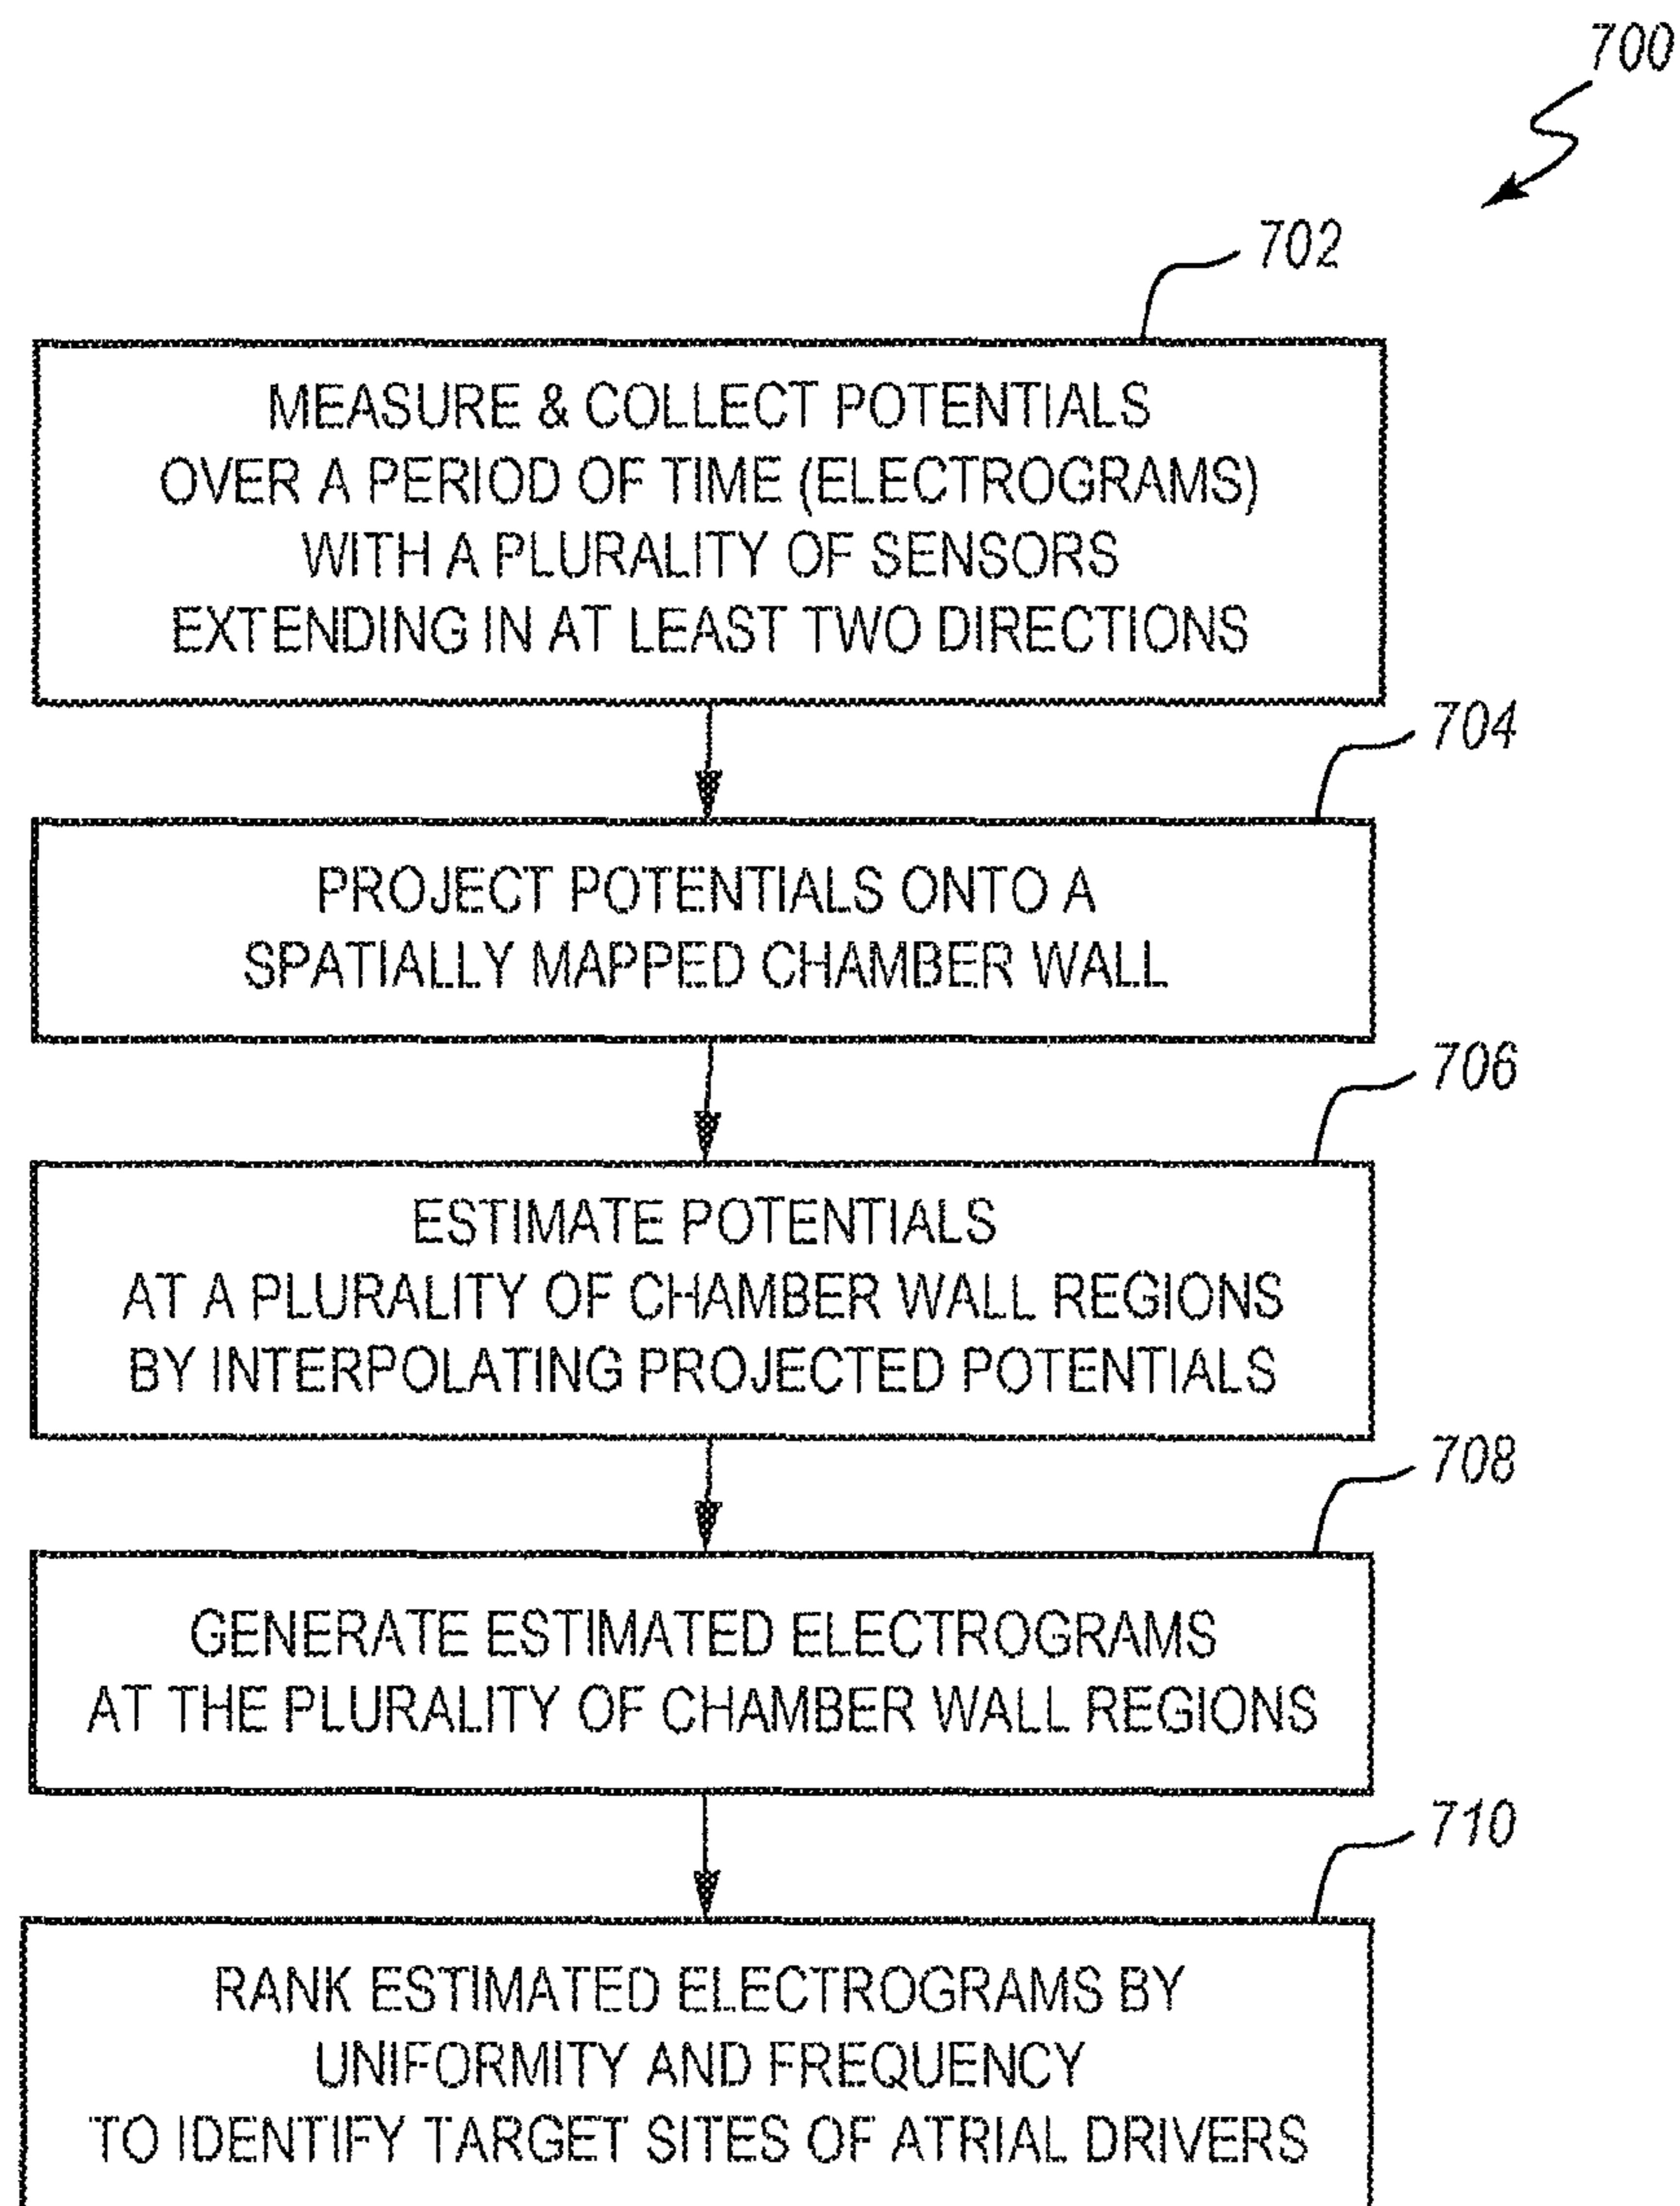 700
702
MEASURE & COLLECT POTENTIALS
OVER A PERIOD OF TIME (ELECTROGRAMS)
WITH A PLURALITY OF SENSORS
EXTENDING IN AT LEAST TWO DIRECTIONS
704
PROJECT POTENTIALS ONTO A
SPATIALLY MAPPED CHAMBER WALL
706
ESTIMATE POTENTIALS
AT A PLURALITY OF CHAMBER WALL REGIONS
BY INTERPOLATING PROJECTED POTENTIALS
708
GENERATE ESTIMATED ELECTROGRAMS
AT THE PLURALITY OF CHAMBER WALL REGIONS
710
RANK ESTIMATED ELECTROGRAMS BY
UNIFORMITY AND FREQUENCY
TO IDENTIFY TARGET SITES OF ATRIAL DRIVERS